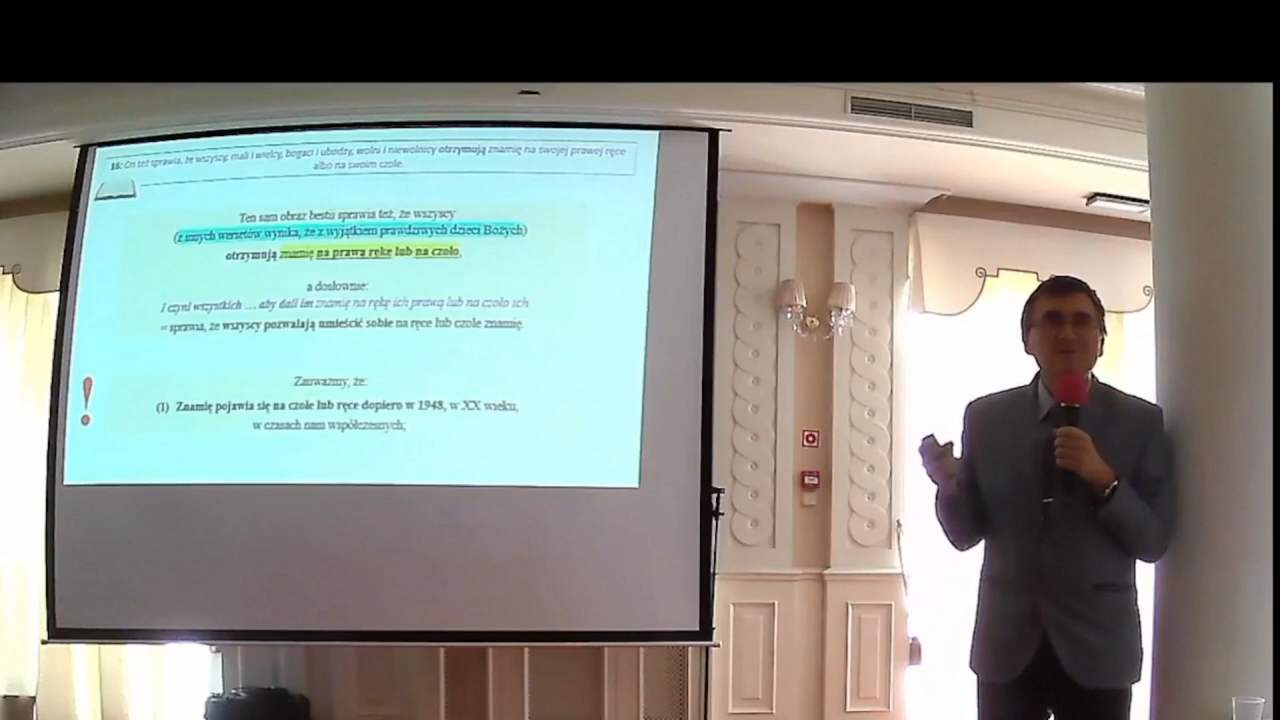 16: On też sprawia, że wszyscy, mali i wielcy, bogaci i ubodzy, wolni i niewolnicy otrzymują znamię na swojej prawej ręce
albo na swoim czole.
Ten sam obraz bestii sprawia też, że wszyscy
(z innych wersetów wynika, że z wyjątkiem prawdziwych dzieci Bożych)
otrzymują znamię na prawą rękę lub na czoło,
a dosłownie:
I czyni wszystkich ... aby dali im znamię na rękę ich prawą lub na czoło ich
= sprawia, że wszyscy pozwalają umieścić sobie na ręce lub czole znamię.
Zauważmy, że:
(1) Znamię pojawia się na czole lub ręce dopiero w 1948, w XX wieku,
w czasach nam współczesnych;